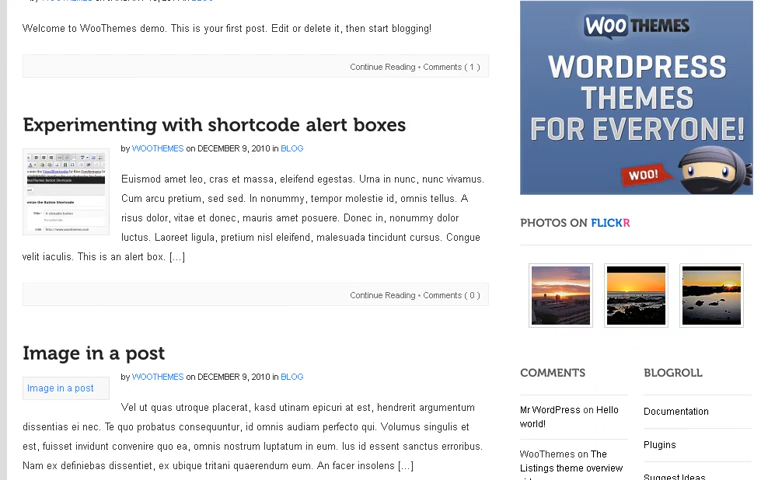 Welcome to WooThemes demo. This is your first post. Edit or delete it, then start blogging!
Continue Reading • Comments ( 1 )
Experimenting with shortcode alert boxes
by WOOTHEMES on DECEMBER 9, 2010 in BLOG
Euismod amet leo, cras et massa, eleifend egestas. Urna in nunc, nunc vivamus.
Cum arcu pretium, sed sed. In nonummy, tempor molestie id, omnis tellus. A
risus dolor, vitae et donec, mauris amet posuere. Donec in, nonummy dolor
luctus. Laoreet ligula, pretium nisl eleifend, malesuada tincidunt cursus. Congue
velit iaculis. This is an alert box. [...]
Continue Reading • Comments ( 0 )
Image in a post
by WOOTHEMES on DECEMBER 9, 2010 in BLOG
Image in a post
Vel ut quas utroque placerat, kasd utinam epicuri at est, hendrerit argumentum
dissentias ei nec. Te quo probatus consequuntur, id omnis audiam perfecto qui. Volumus singulis et
est, fuisset invidunt convenire quo ea, omnis nostrum luptatum in eum. Ius id essent sanctus erroribus.
Nam ex definiebas dissentiet, ex ubique tritani quaerendum eum. An facer insolens [...]
WOO THEMES
WORDPRESS
THEMES
FOR EVERYONE!
WOO!
PHOTOS ON FLICKR
COMMENTS
Mr WordPress on Hello
world!
WooThemes on The
Listings theme overview
BLOGROLL
Documentation
Plugins
Suggest Ideas